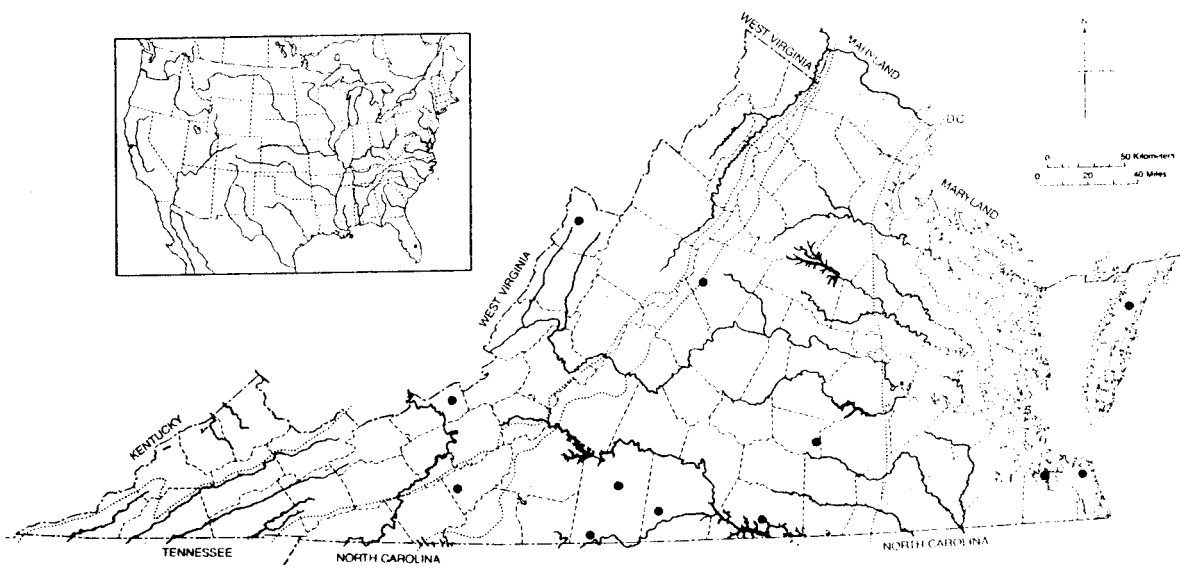 WEST VIRGINIA
MARYLAND
N
DC
0 50 Kilometers
0 20 40 Miles
MARYLAND
WEST VIRGINIA
KENTUCKY
TENNESSEE
NORTH CAROLINA
NORTH CAROLINA